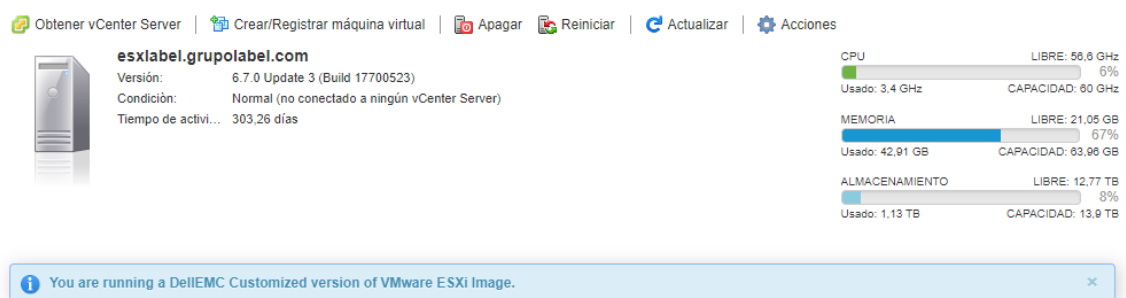 Obtener vCenter Server Crear/Registrar máquina virtual Apagar Reiniciar Actualizar Acciones
esxlabel.grupolabel.com
Versión: 6.7.0 Update 3 (Build 17700523)
Condición: Normal (no conectado a ningún vCenter Server)
Tiempo de activi... 303,26 días
CPU LIBRE: 56,6 GHz
6%
Usado: 3,4 GHz CAPACIDAD: 60 GHz
MEMORIA LIBRE: 21,05 GB
67%
Usado: 42,91 GB CAPACIDAD: 63,96 GB
ALMACENAMIENTO LIBRE: 12,77 TB
8%
Usado: 1,13 TB CAPACIDAD: 13,9 TB
You are running a DellEMC Customized version of VMware ESXi Image.